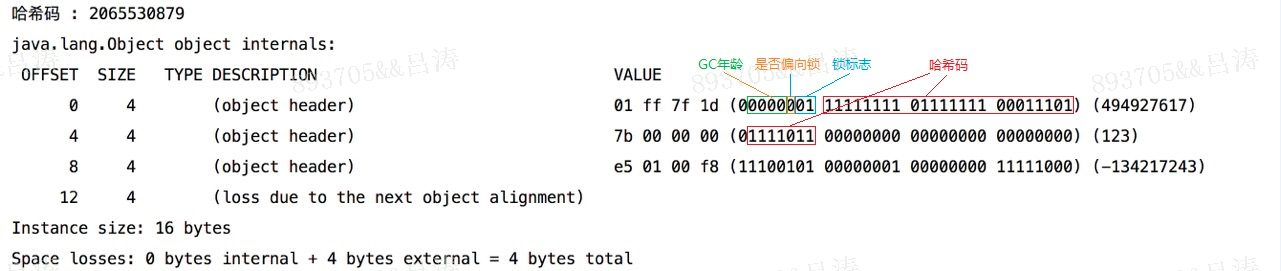 哈希码 : 2065530879
java.lang.Object object internals:
GC年龄 是否偏向锁 锁标志 哈希码
OFFSET SIZE TYPE DESCRIPTION VALUE
0 4 (object header) 01 ff 7f 1d (00000001 11111111 01111111 00011101) (494927617)
4 4 (object header) 7b 00 00 00 (01111011 00000000 00000000 00000000) (123)
8 4 (object header) e5 01 00 f8 (11100101 00000001 00000000 11111000) (-134217243)
12 4 (loss due to the next object alignment)
Instance size: 16 bytes
Space losses: 0 bytes internal + 4 bytes external = 4 bytes total
893705&&吕涛
893705&&吕涛
吕涛